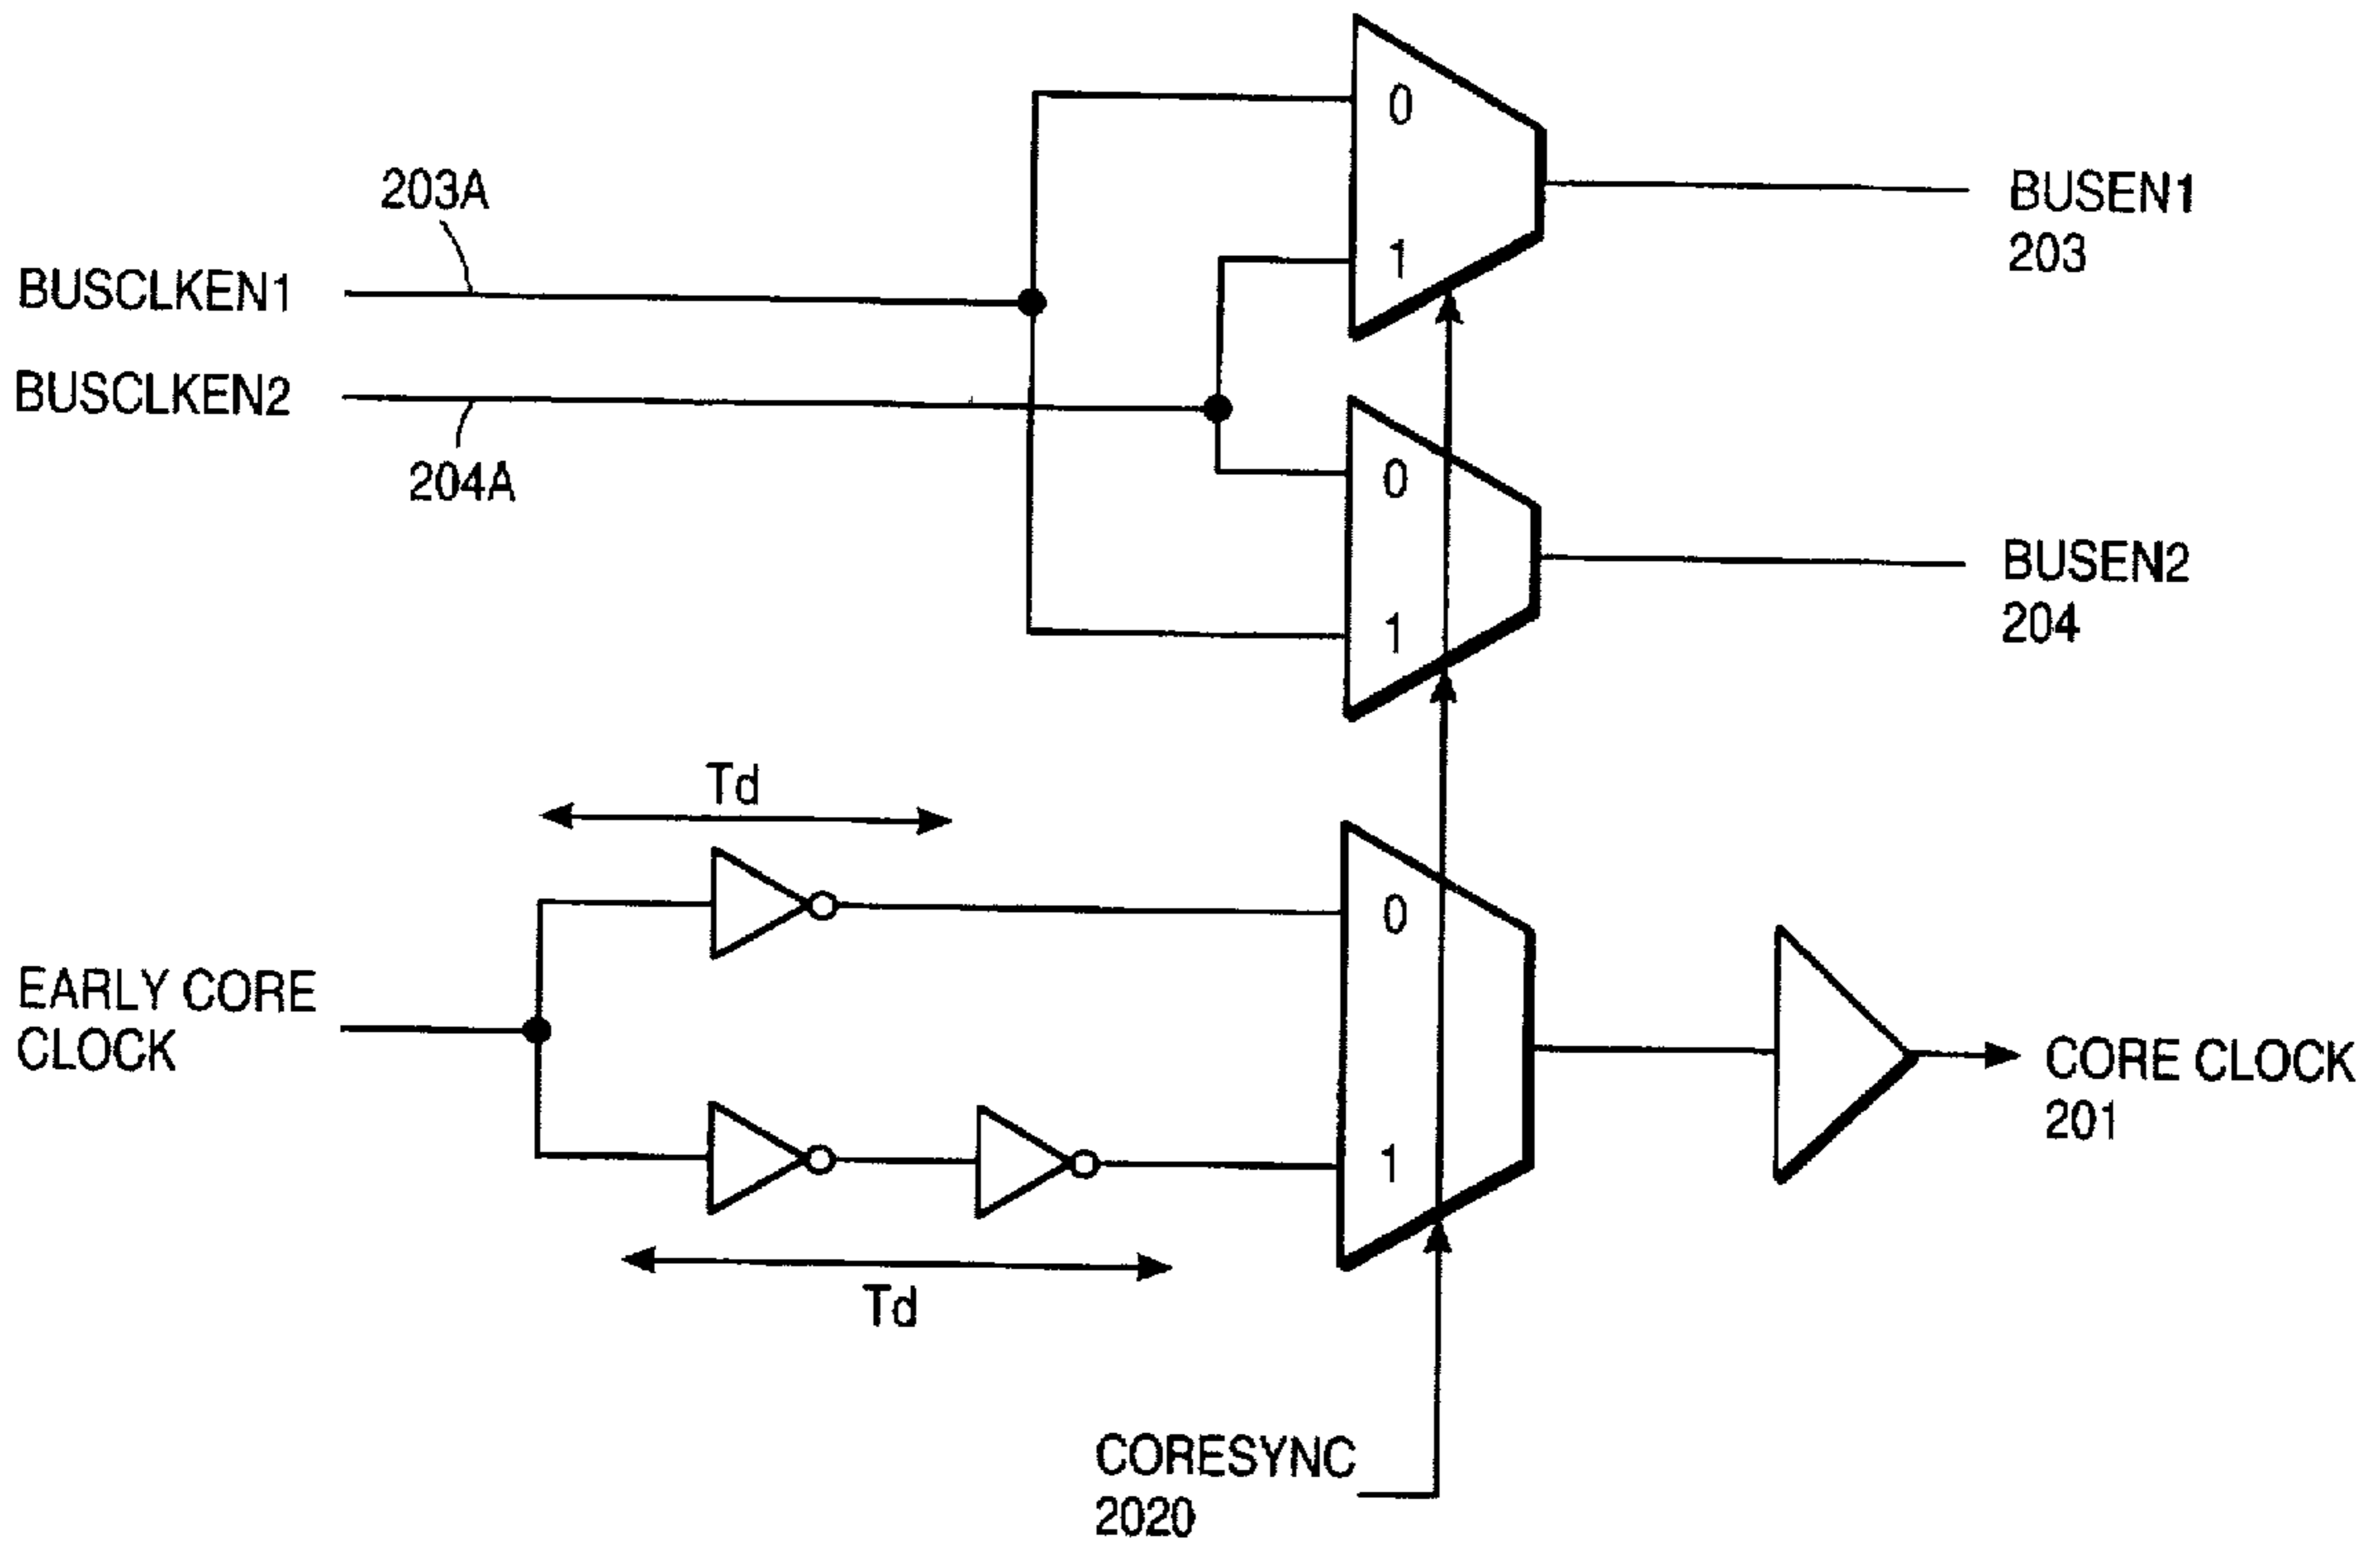 0
203A
BUSEN1
203
1
BUSCLKEN1
BUSCLKEN2
204A
0
BUSEN2
204
1
Td
0
EARLY CORE
CLOCK
CORE CLOCK
201
1
Td
CORESYNC
2020